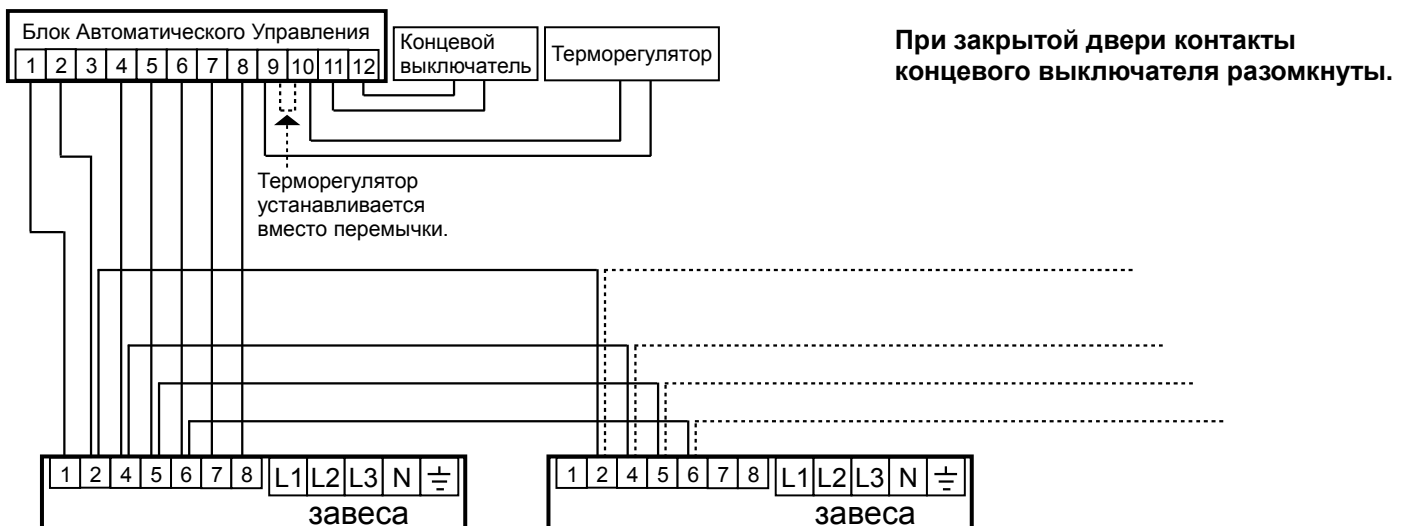 Блок Автоматического Управления
1 2 3 4 5 6 7 8 9 10 11 12
Концевой
выключатель
Терморегулятор
При закрытой двери контакты
концевого выключателя разомкнуты.
Терморегулятор
устанавливается
вместо перемычки.
1 2 4 5 6 7 8 L1 L2 L3 N
завеса
1 2 4 5 6 7 8 L1 L2 L3 N
завеса